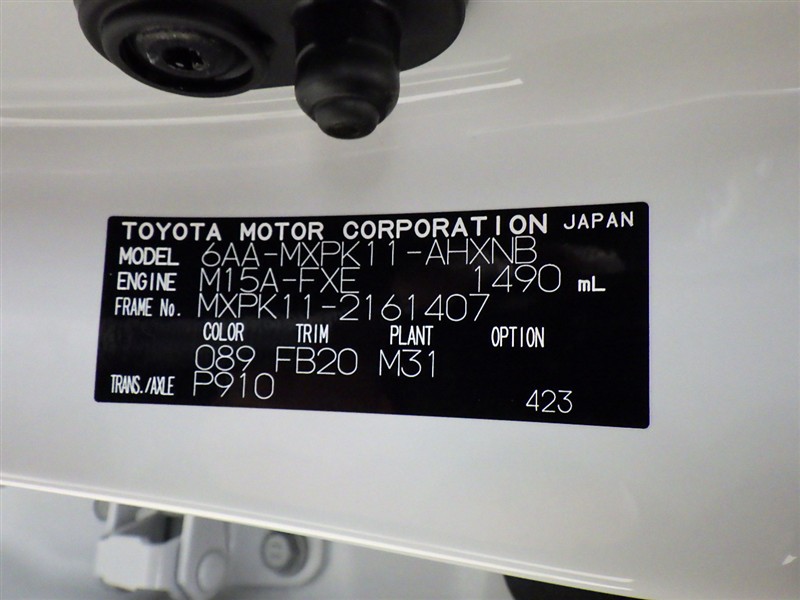 TOYOTA MOTOR CORPORATION JAPAN
MODEL 6AA-MXPK11-AHXNB
ENGINE M15A-FXE 1490 mL
FRAME No. MXPK11-2161407
COLOR TRIM PLANT OPTION
089 FB20 M31
TRANS./AXLE P910
423